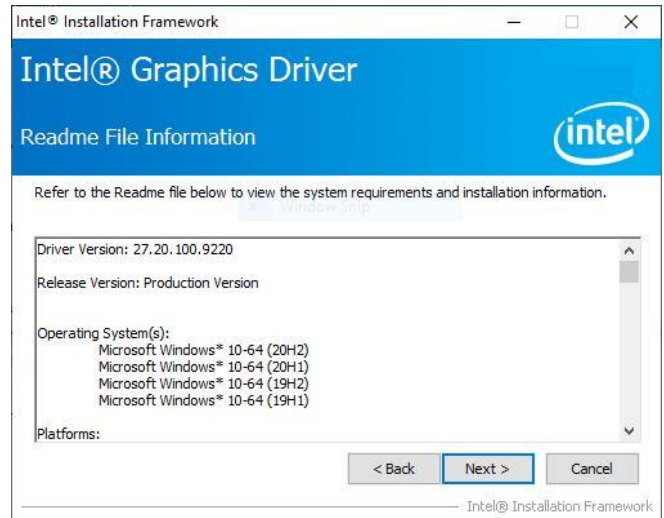 Intel® Installation Framework
Intel® Graphics Driver
Readme File Information
intel
Refer to the Readme file below to view the system requirements and installation information.
Window Snip
Driver Version: 27.20.100.9220
Release Version: Production Version
Operating System(s):
Microsoft Windows* 10-64 (20H2)
Microsoft Windows* 10-64 (20H1)
Microsoft Windows* 10-64 (19H2)
Microsoft Windows* 10-64 (19H1)
Platforms:
< Back Next > Cancel
Intel® Installation Framework